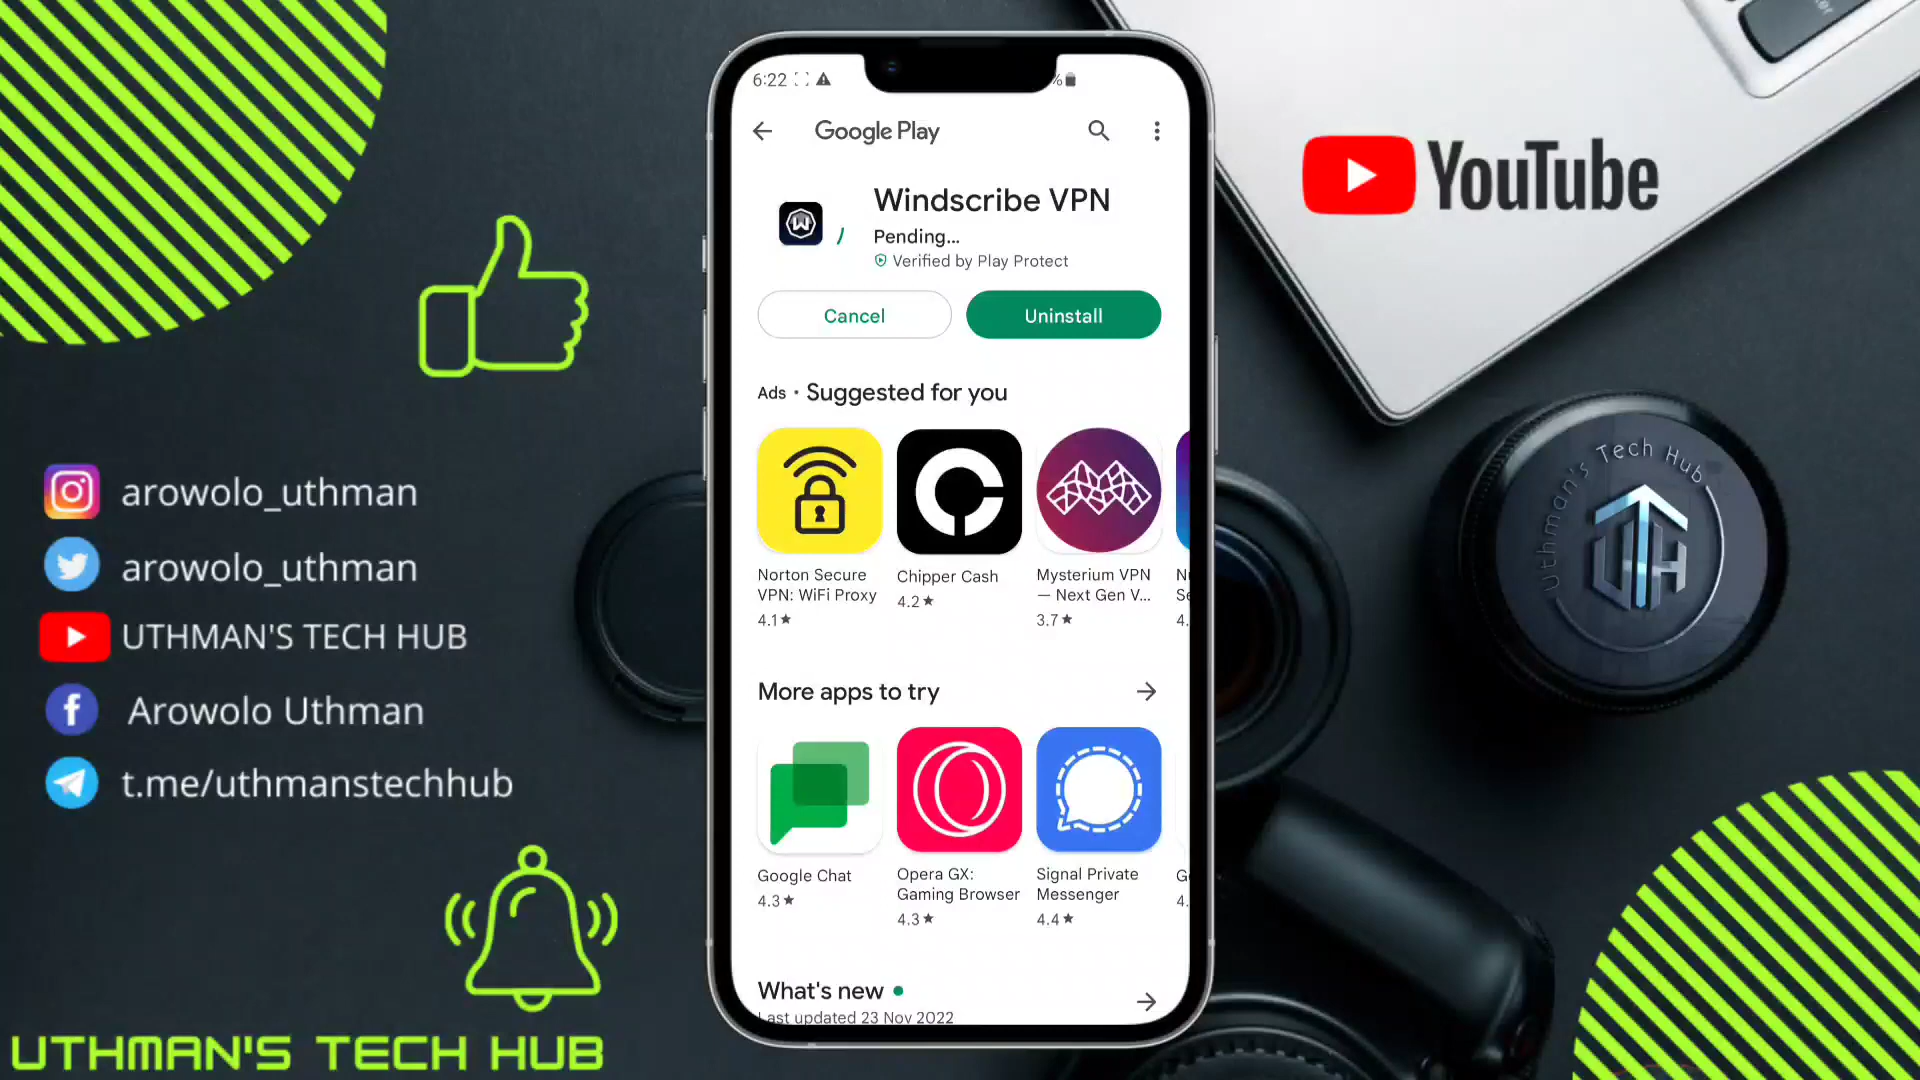 6:22
%
Google Play
Windscribe VPN
Pending...
Verified by Play Protect
Cancel
Uninstall
Ads • Suggested for you
Norton Secure
VPN: WiFi Proxy
4.1★
Chipper Cash
4.2★
Mysterium VPN
— Next Gen V...
3.7★
4.
More apps to try
Google Chat
4.3★
Opera GX:
Gaming Browser
4.3★
Signal Private
Messenger
4.4★
4.
What's new
Last updated 23 Nov 2022
arowolo_uthman
arowolo_uthman
UTHMAN'S TECH HUB
Arowolo Uthman
t.me/uthmanstechhub
UTHMAN'S TECH HUB
YouTube
Uthman's Tech Hub
UTH